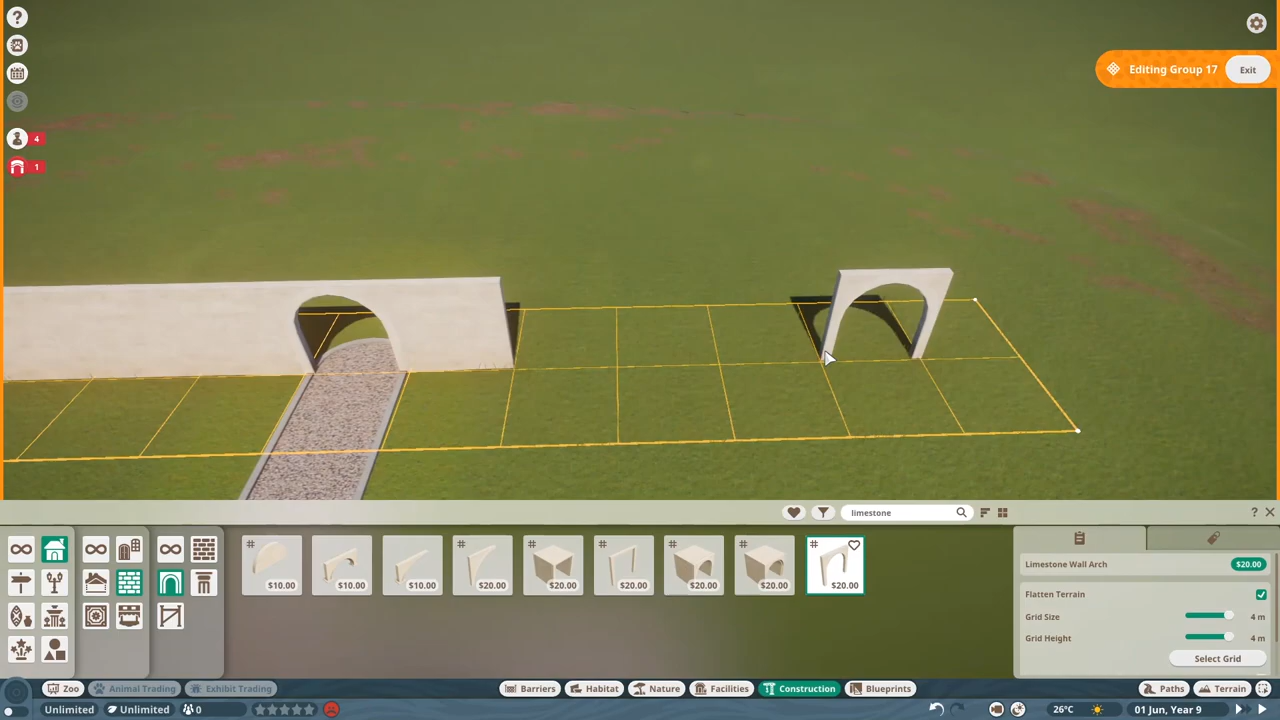 ?
Editing Group 17
Exit
4
1
limestone
?
$10.00
$10.00
$10.00
$20.00
$20.00
$20.00
$20.00
$20.00
$20.00
Limestone Wall Arch
$20.00
Flatten Terrain
Grid Size
4 m
Grid Height
4 m
Select Grid
Zoo
Animal Trading
Exhibit Trading
Barriers
Habitat
Nature
Facilities
Construction
Blueprints
Paths
Terrain
Unlimited
Unlimited
0
26°C
01 Jun, Year 9